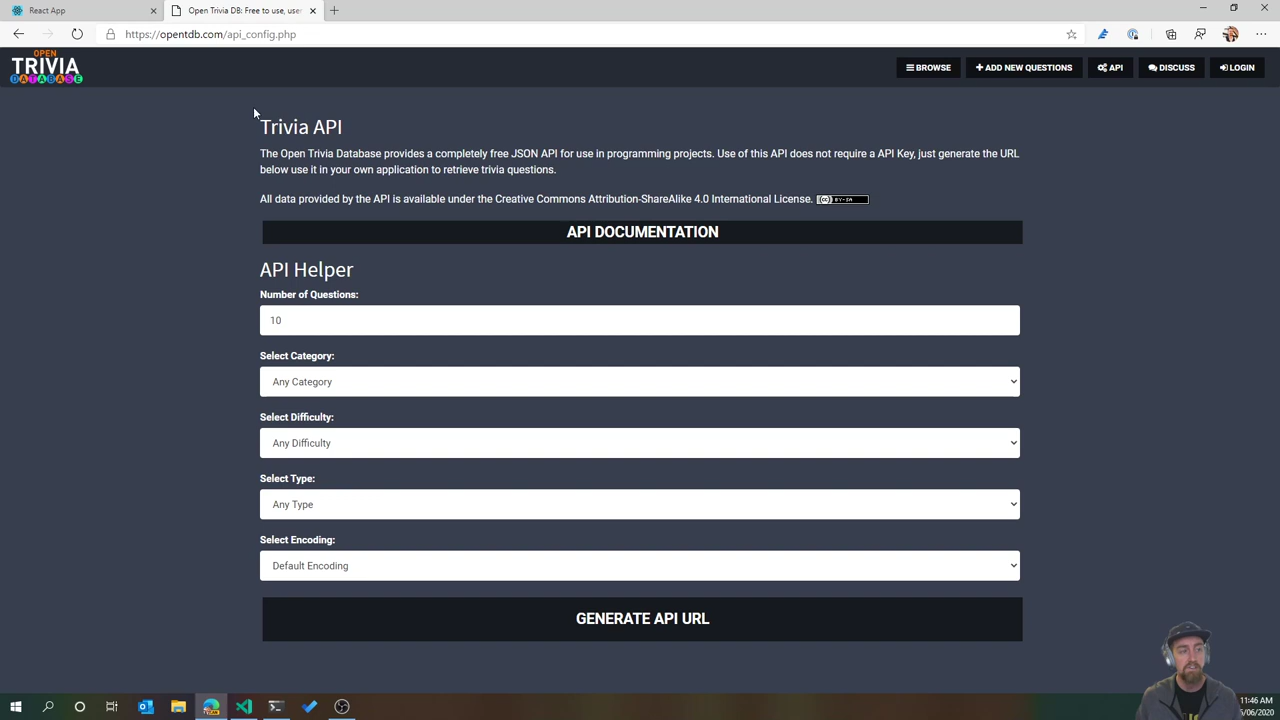 React App
Open Trivia DB: Free to use, use
https://opentdb.com/api_config.php
OPEN
TRIVIA
DATABASE
BROWSE
ADD NEW QUESTIONS
API
DISCUSS
LOGIN
Trivia API
The Open Trivia Database provides a completely free JSON API for use in programming projects. Use of this API does not require a API Key, just generate the URL
below use it in your own application to retrieve trivia questions.
All data provided by the API is available under the Creative Commons Attribution-ShareAlike 4.0 International License.
BY-SA
API DOCUMENTATION
API Helper
Number of Questions:
10
Select Category:
Any Category
Select Difficulty:
Any Difficulty
Select Type:
Any Type
Select Encoding:
Default Encoding
GENERATE API URL
11:46 AM
5/06/2020